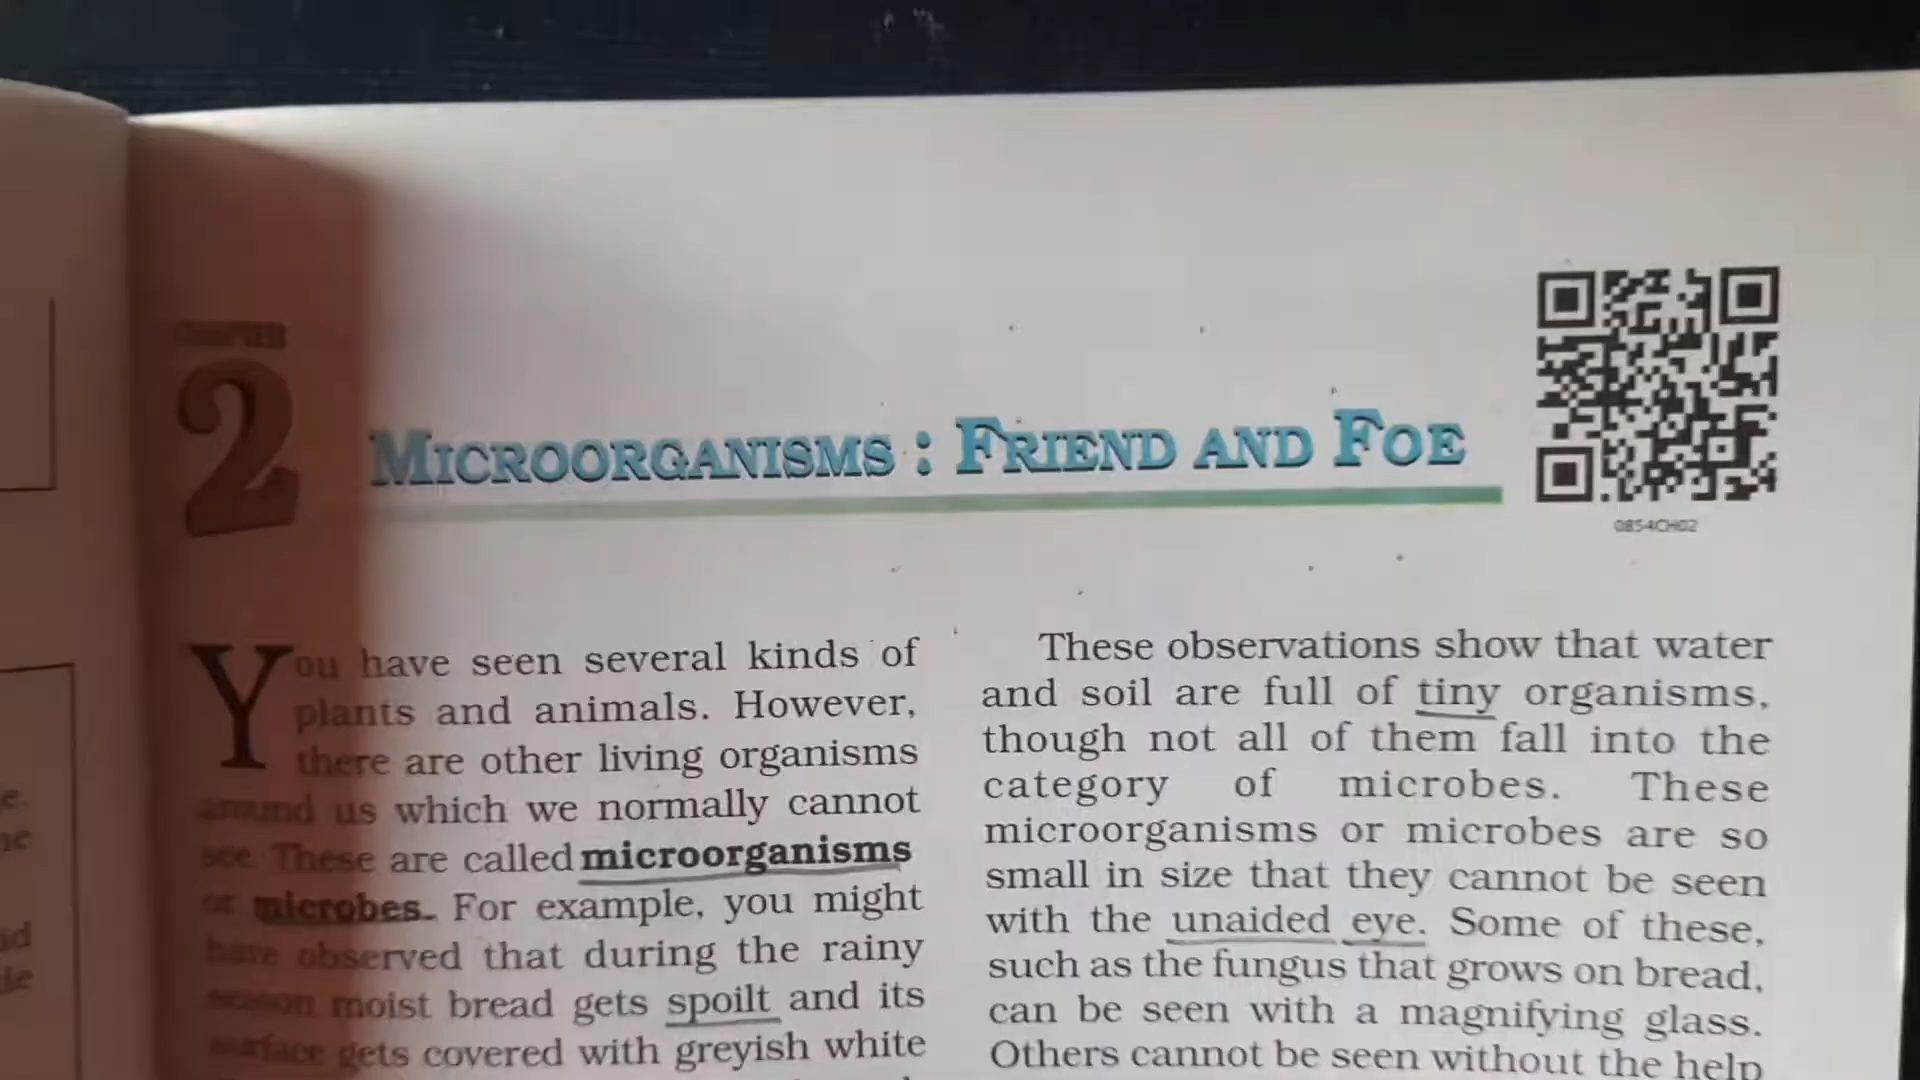 CHAPTER
2
MICROORGANISMS : FRIEND AND FOE
0854CH02
You have seen several kinds of
plants and animals. However,
there are other living organisms
around us which we normally cannot
see. These are called microorganisms
or microbes. For example, you might
have observed that during the rainy
season moist bread gets spoilt and its
surface gets covered with greyish white
These observations show that water
and soil are full of tiny organisms,
though not all of them fall into the
category of microbes. These
microorganisms or microbes are so
small in size that they cannot be seen
with the unaided eye. Some of these,
such as the fungus that grows on bread,
can be seen with a magnifying glass.
Others cannot be seen without the help